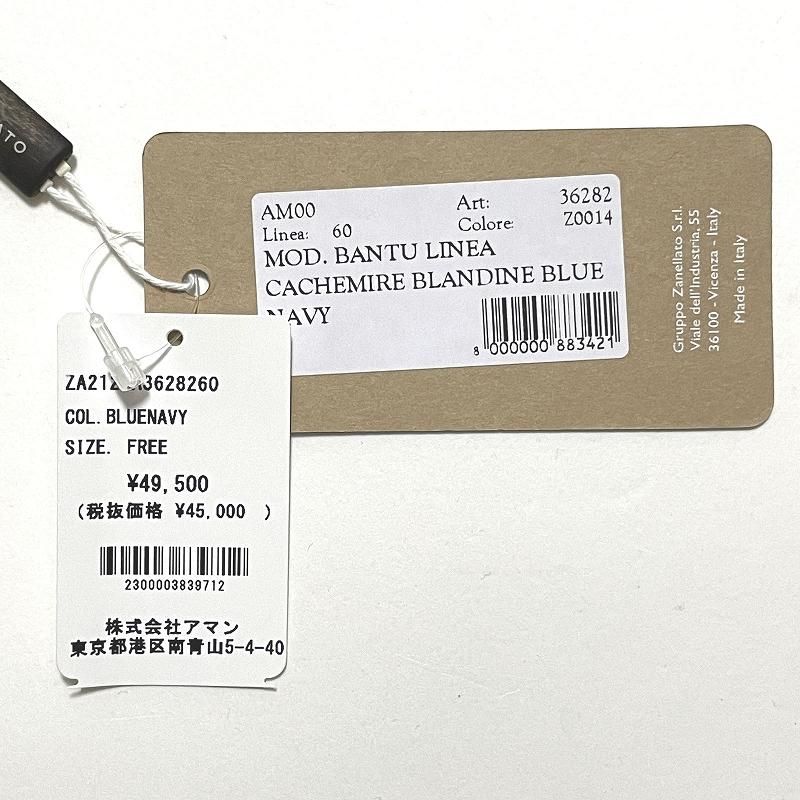 AM00 Art: 36282
Linea: 60 Colore: Z0014
MOD. BANTU LINEA
CACHEMIRE BLANDINE BLUE
NAVY
8 000000 883421
Gruppo Zanellato S.r.l.
Viale dell'Industria, 55
36100 - Vicenza - Italy
Made in Italy
COL. BLUENAVY
SIZE. FREE
¥49,500
(税抜価格 ¥45,000 )
2300003839712
株式会社アマン
東京都港区南青山5-4-40